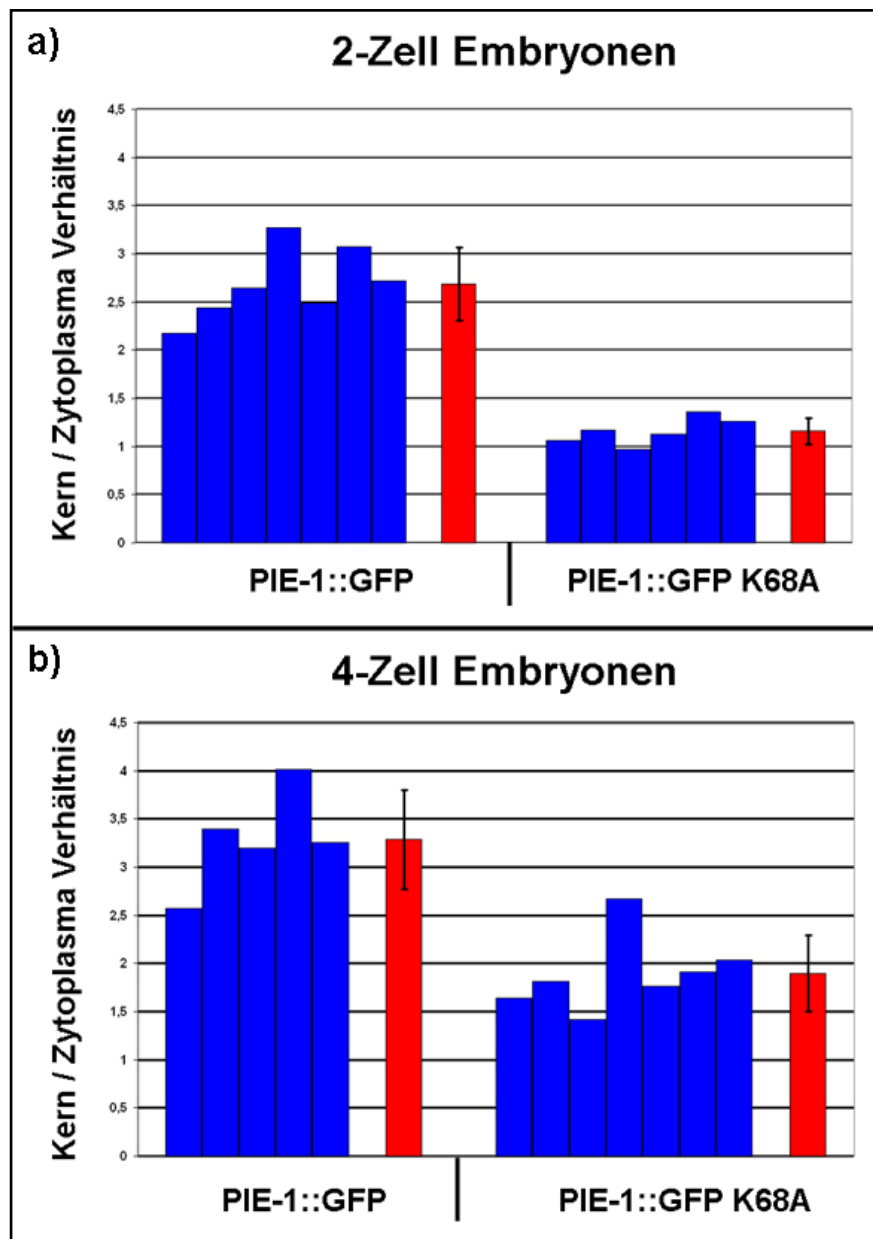 a)
2-Zell Embryonen
Kern / Zytoplasma Verhältnis
4,5
4
3,5
3
2,5
2
1,5
1
0,5
0
PIE-1::GFP
PIE-1::GFP K68A
b)
4-Zell Embryonen
Kern / Zytoplasma Verhältnis
4,5
4
3,5
3
2,5
2
1,5
1
0,5
0
PIE-1::GFP
PIE-1::GFP K68A